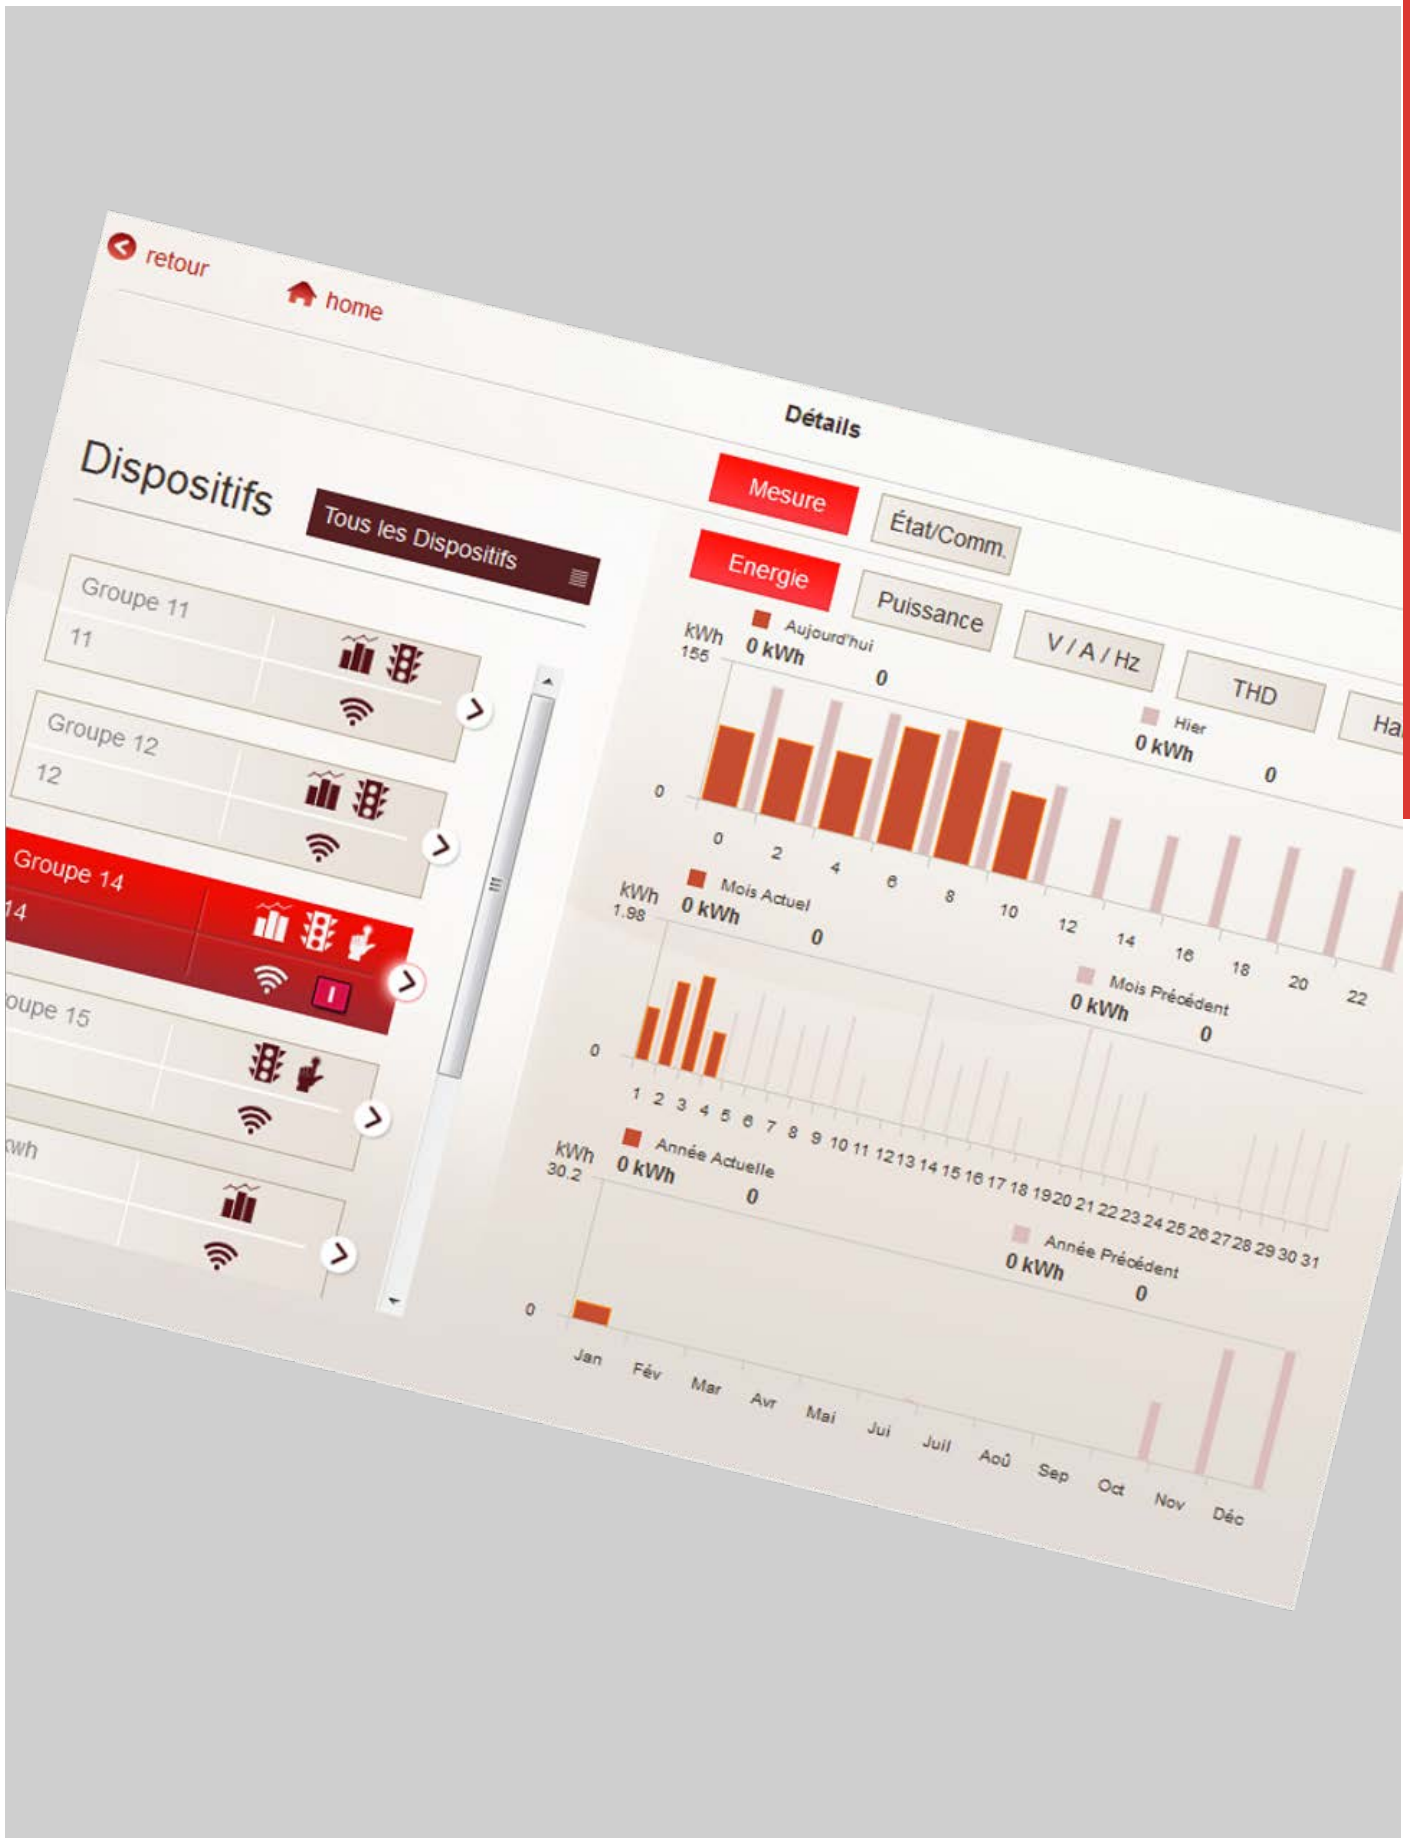 retour
home
Détails
Dispositifs
Tous les Dispositifs
Mesure
État/Comm.
Energie
Puissance
V / A / Hz
THD
Groupe 11
11
Groupe 12
12
Groupe 14
14
oupe 15
kWh
155
Aujourd'hui
0 kWh
0
Hier
0 kWh
0
0
0 2 4 6 8 10 12 14 16 18 20 22
kWh
1.98
Mois Actuel
0 kWh
0
Mois Précédent
0 kWh
0
0
1 2 3 4 5 6 7 8 9 10 11 12 13 14 15 16 17 18 19 20 21 22 23 24 25 26 27 28 29 30 31
kWh
30.2
Année Actuelle
0 kWh
0
Année Précédent
0 kWh
0
0
Jan Fév Mar Avr Mai Jui Juil Aoû Sep Oct Nov Déc